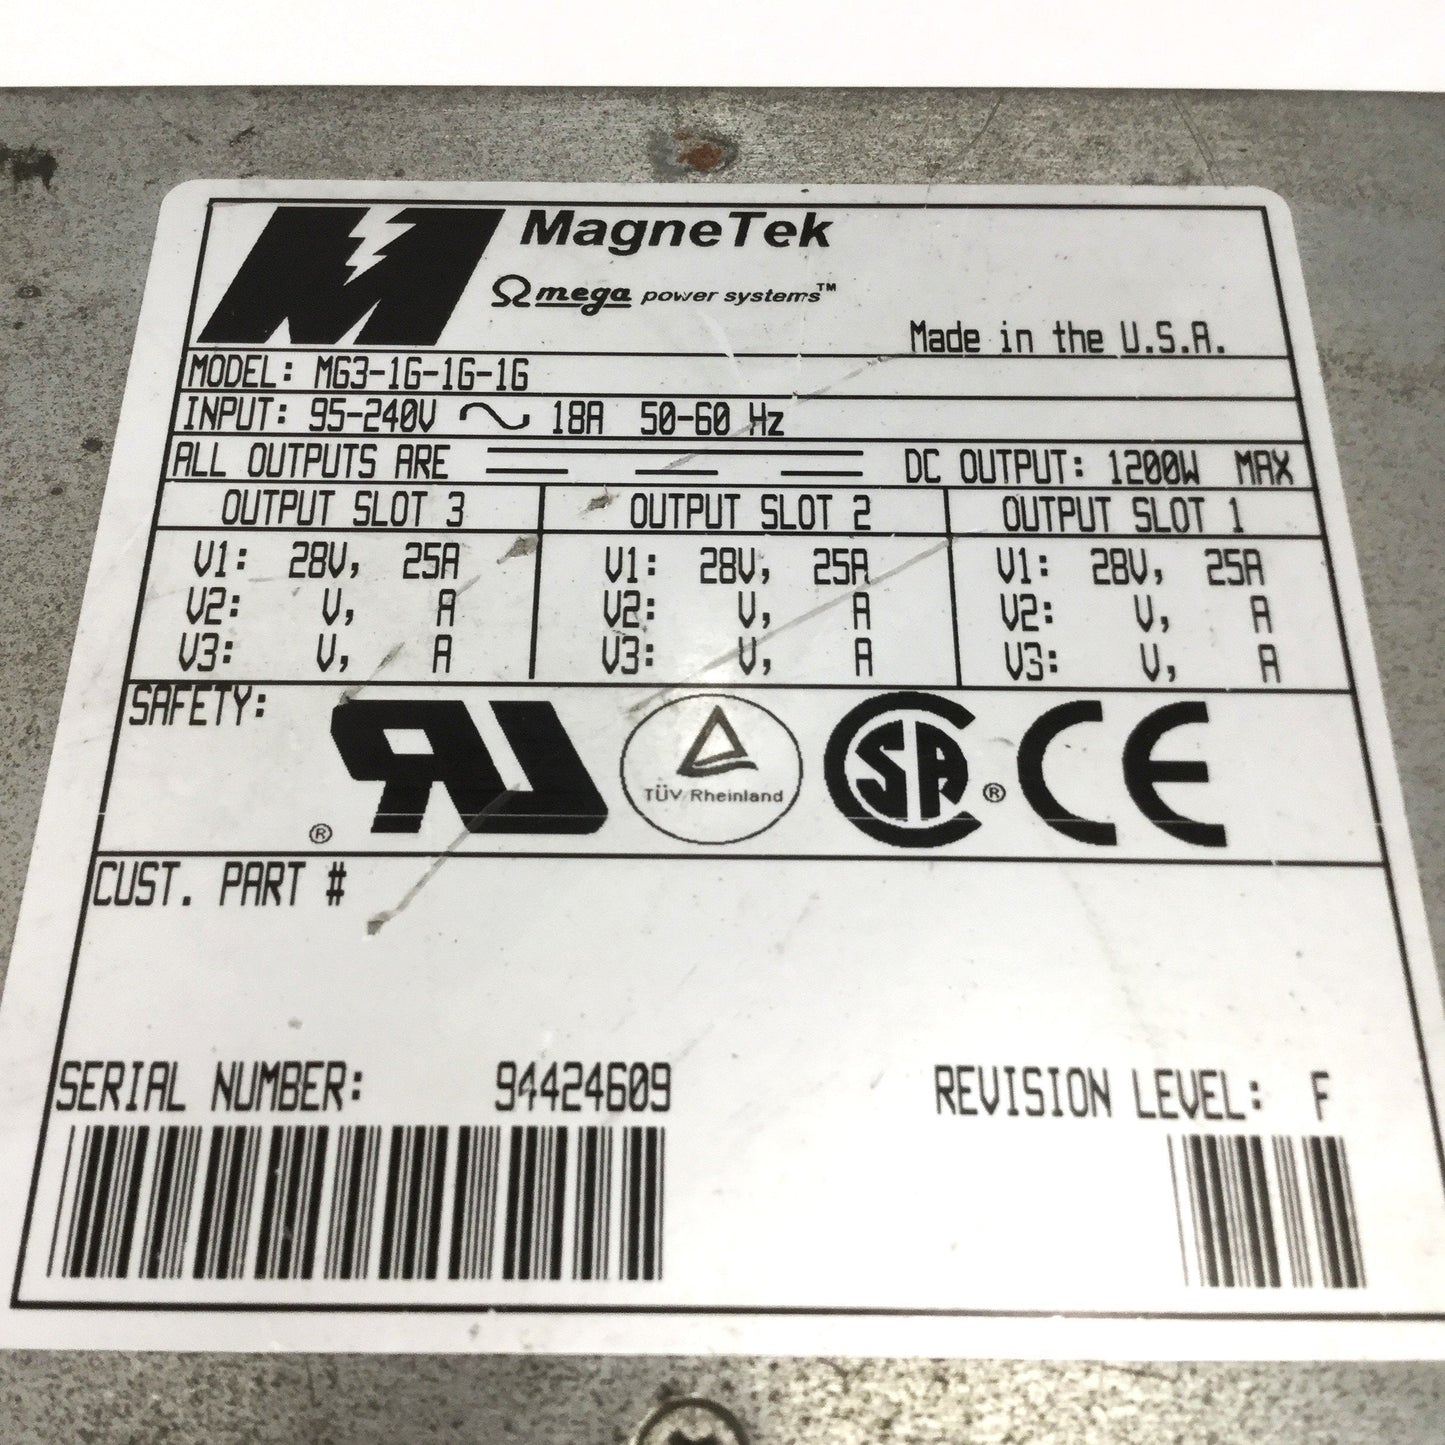 MagneTek
Ωmega power systems™
Made in the U.S.A.
MODEL: MG3-1G-1G-1G
INPUT: 95-240V 18A 50-60 Hz
ALL OUTPUTS ARE DC OUTPUT: 1200W MAX
OUTPUT SLOT 3 OUTPUT SLOT 2 OUTPUT SLOT 1
V1: 28V, 25A V1: 28V, 25A V1: 28V, 25A
V2: V, A V2: V, A V2: V, A
V3: V, A V3: V, A V3: V, A
SAFETY:
® TÜV Rheinland SA ® CE
CUST. PART #
SERIAL NUMBER: 94424609 REVISION LEVEL: F